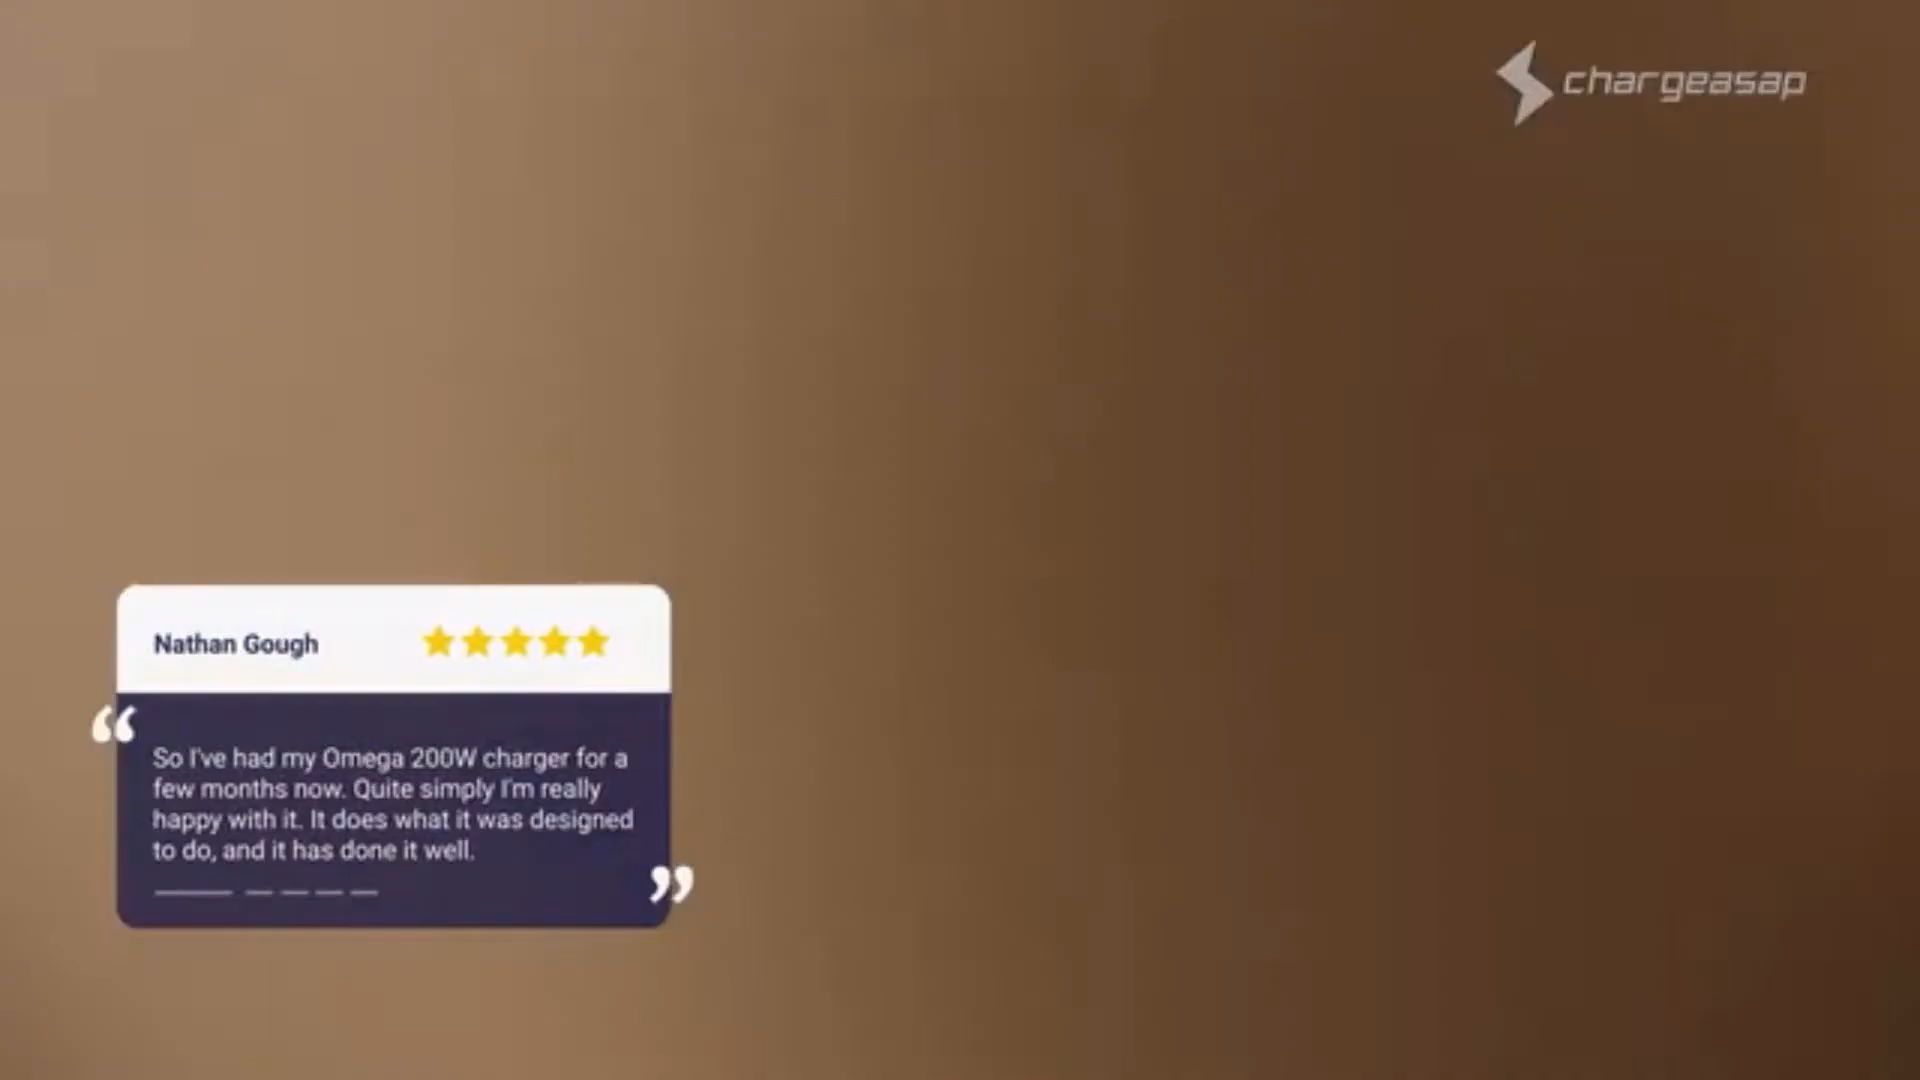 chargeasap
Nathan Gough
“
So I've had my Omega 200W charger for a
few months now. Quite simply I'm really
happy with it. It does what it was designed
to do, and it has done it well.
”